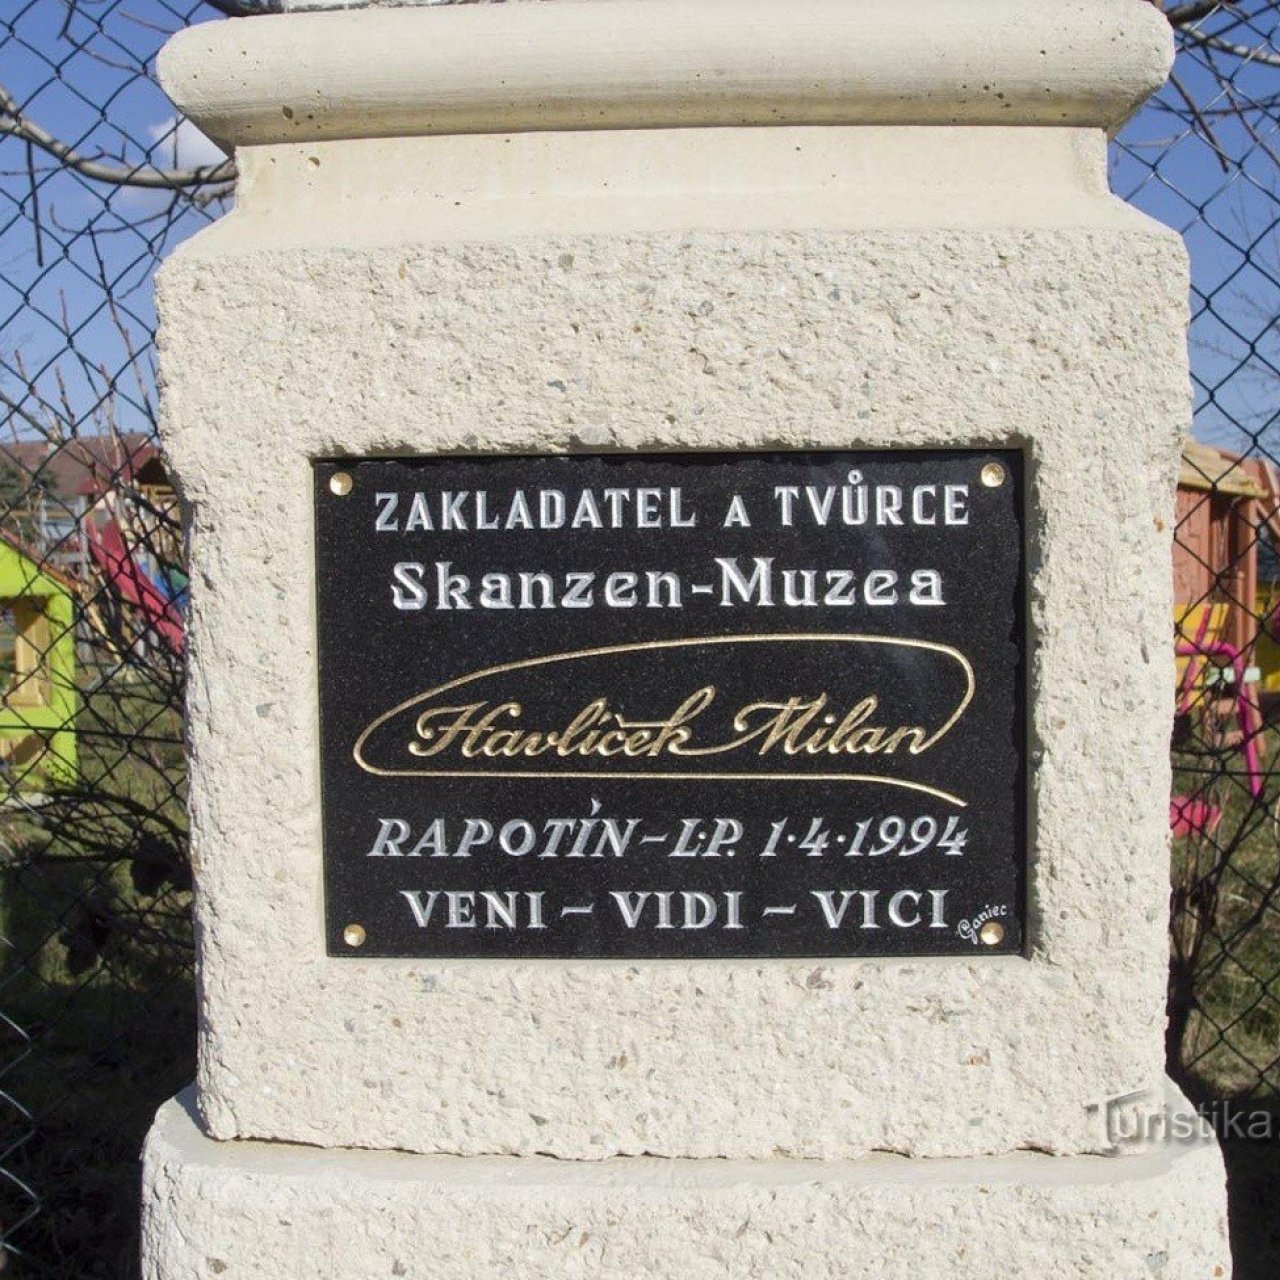 ZAKLADATEL A TVŮRCE
Skanzen-Muzea
Havlíček Milan
RAPOTÍN-L.P. 1.4.1994
VENI - VIDI - VICI
Ganiec
Turistika